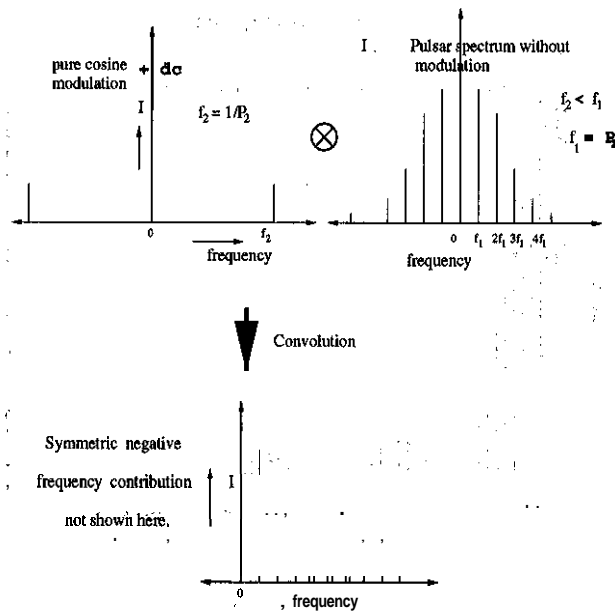 pure cosine + dc
modulation
I
f₂ = 1/P₂
0
f₂
frequency
I
Pulsar spectrum without
modulation
f₂ < f₁
f₁ =
0 f₁ 2f₁ 3f₁ 4f₁
frequency
Convolution
Symmetric negative
frequency contribution
not shown here.
I
0
, frequency